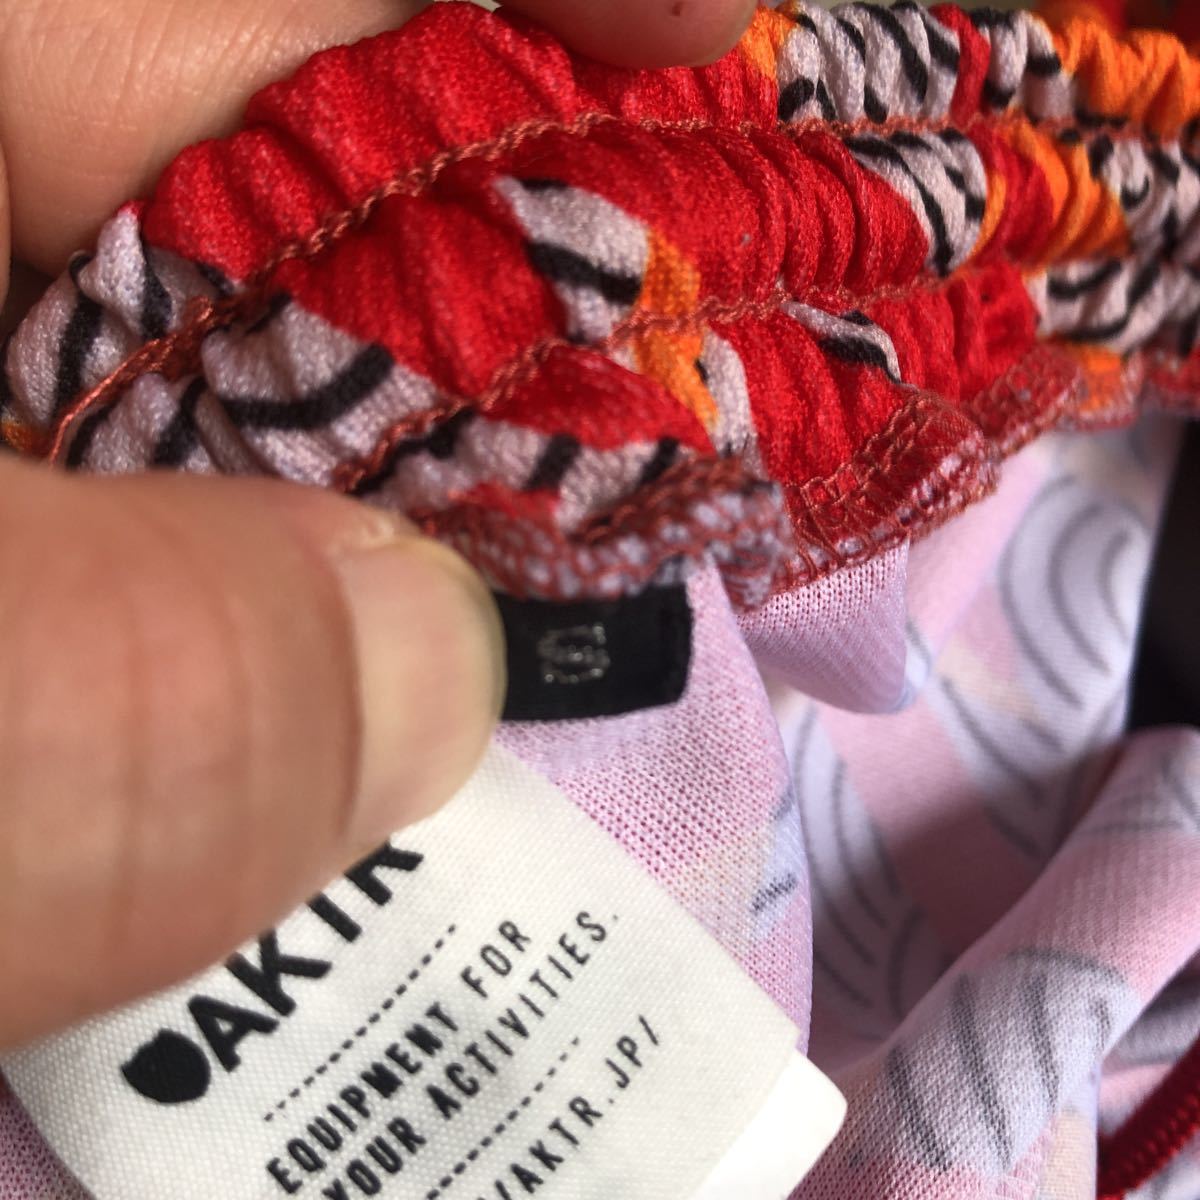 AKTR
EQUIPMENT FOR
YOUR ACTIVITIES.
/AKTR.JP/